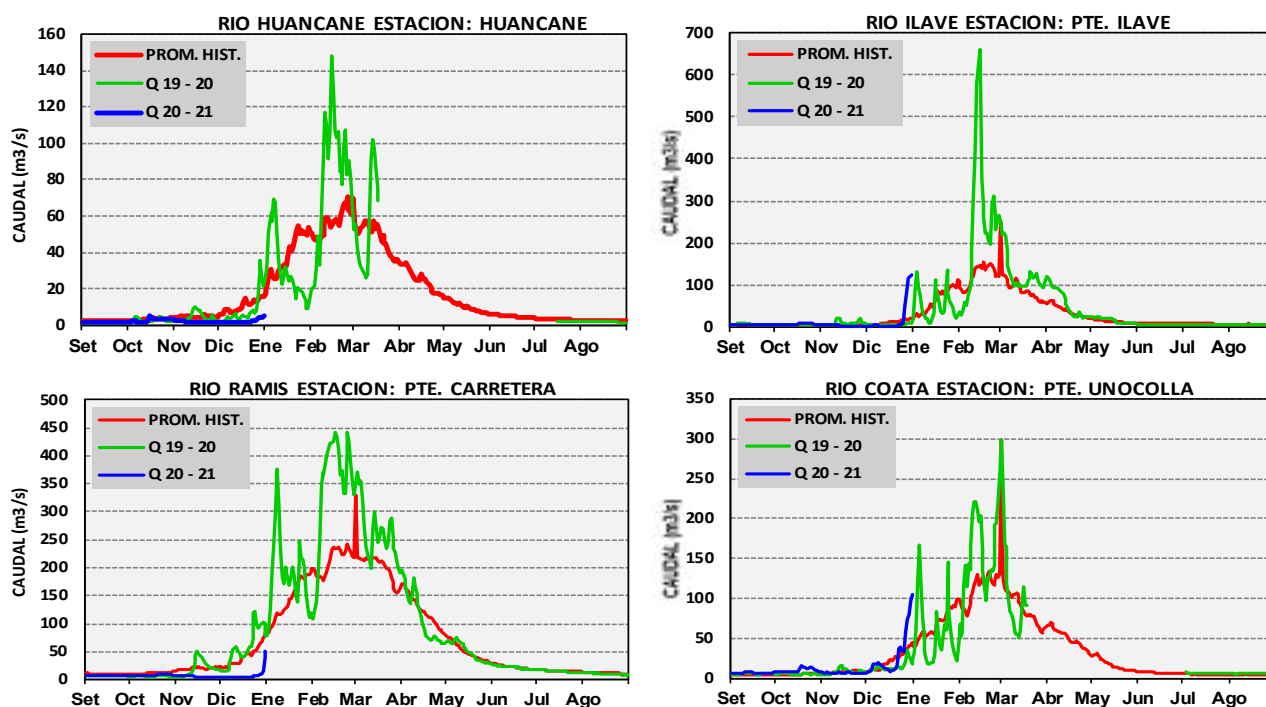 RIO HUANCANE ESTACION: HUANCANE
CAUDAL (m3/s)
160
140
120
100
80
60
40
20
0
PROM. HIST.
Q 19 - 20
Q 20 - 21
Set Oct Nov Dic Ene Feb Mar Abr May Jun Jul Ago
RIO ILAVE ESTACION: PTE. ILAVE
CAUDAL (m3/s)
700
600
500
400
300
200
100
0
PROM. HIST.
Q 19 - 20
Q 20 - 21
Set Oct Nov Dic Ene Feb Mar Abr May Jun Jul Ago
RIO RAMIS ESTACION: PTE. CARRETERA
CAUDAL (m3/s)
500
450
400
350
300
250
200
150
100
50
0
PROM. HIST.
Q 19 - 20
Q 20 - 21
Set Oct Nov Dic Ene Feb Mar Abr May Jun Jul Ago
RIO COATA ESTACION: PTE. UNOCOLLA
CAUDAL (m3/s)
350
300
250
200
150
100
50
0
PROM. HIST.
Q 19 - 20
Q 20 - 21
Set Oct Nov Dic Ene Feb Mar Abr May Jun Jul Ago